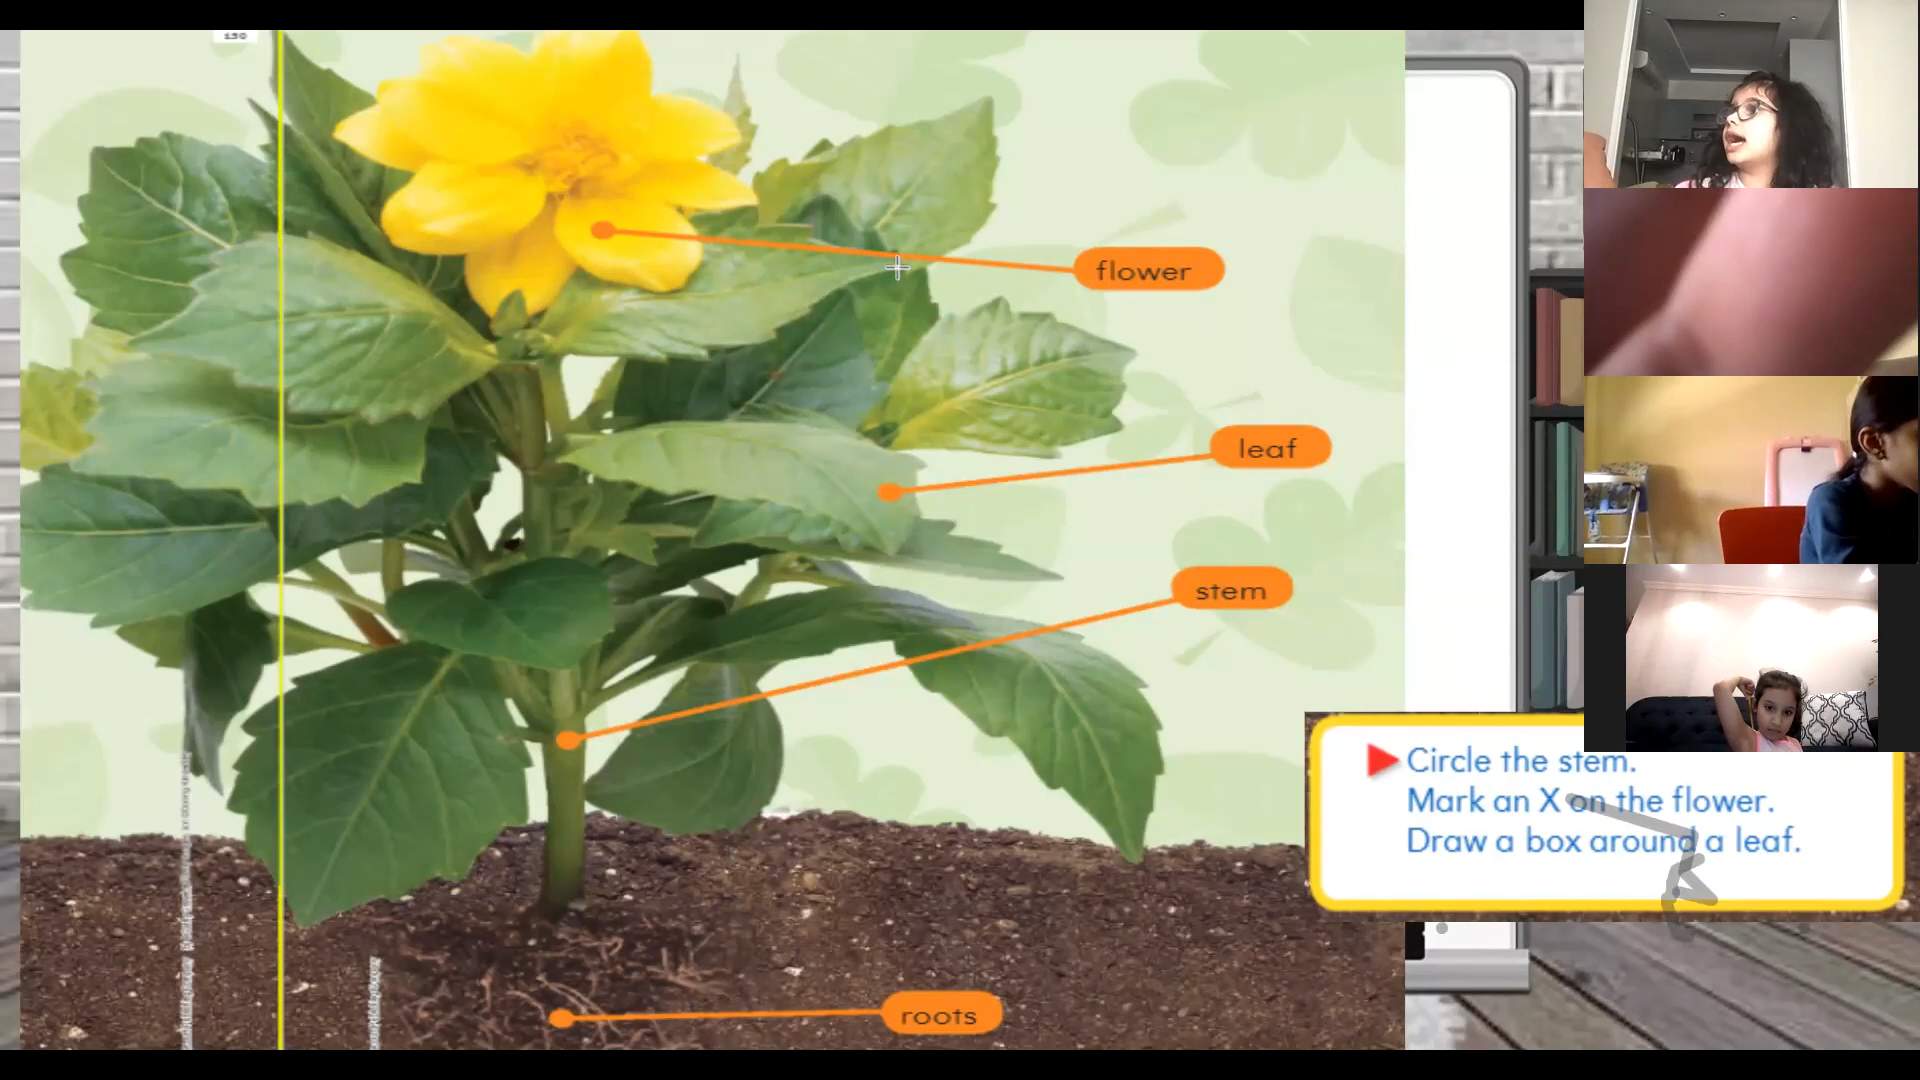 flower
leaf
stem
roots
Circle the stem.
Mark an X on the flower.
Draw a box around a leaf.